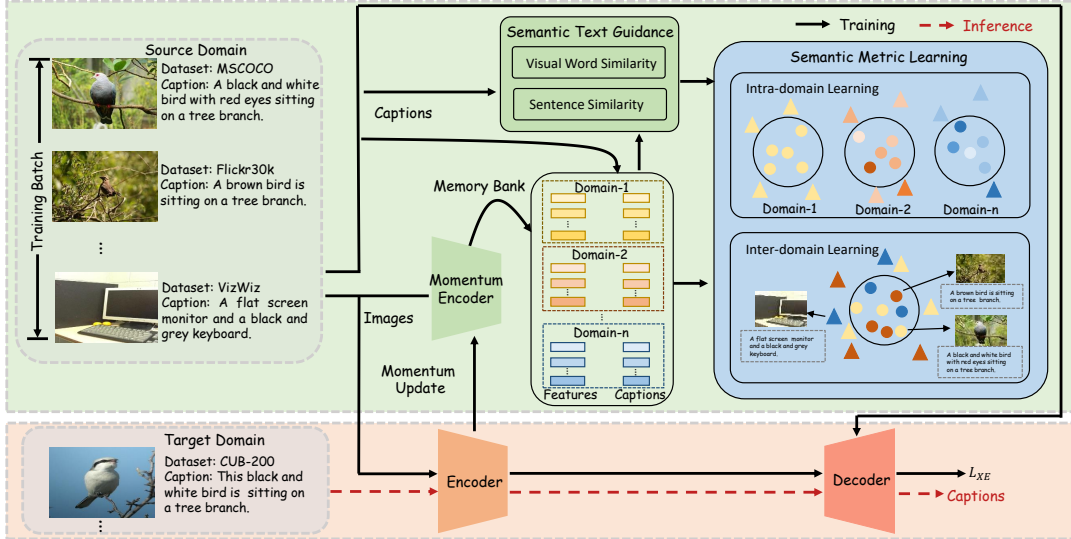 Source Domain
Training Batch
Dataset: MSCOCO
Caption: A black and white
bird with red eyes sitting
on a tree branch.
Dataset: Flickr30k
Caption: A brown bird is
sitting on a tree branch.
...
Dataset: VizWiz
Caption: A flat screen
monitor and a black and
grey keyboard.
Captions
Images
Momentum
Encoder
Momentum
Update
Memory Bank
Semantic Text Guidance
Visual Word Similarity
Sentence Similarity
Domain-1
Domain-2
Domain-n
Features
Captions
Training
Inference
Semantic Metric Learning
Intra-domain Learning
Domain-1
Domain-2
Domain-n
Inter-domain Learning
A brown bird is sitting
on a tree branch.
A flat screen monitor
and a black and grey
keyboard.
A black and white bird
with red eyes sitting
on a tree branch.
Target Domain
Dataset: CUB-200
Caption: This black and
white bird is sitting on
a tree branch.
...
Encoder
Decoder
L_XE
Captions